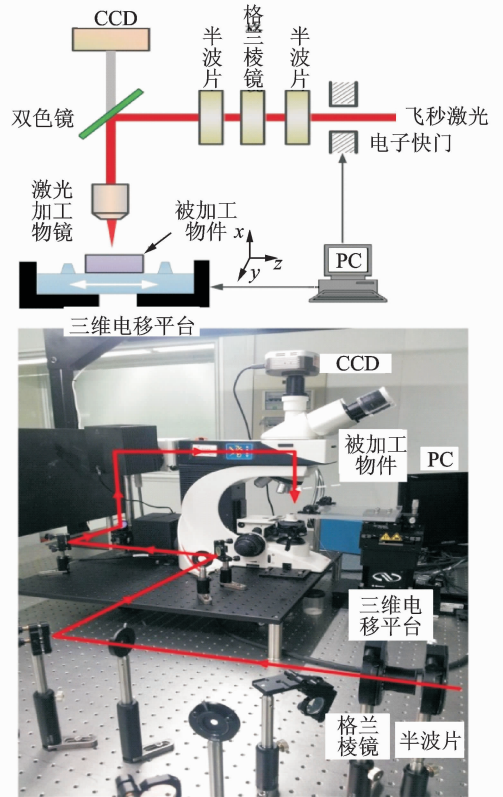 CCD
半
波
片
格
兰
棱
镜
半
波
片
双色镜
飞秒激光
电子快门
激光
加工
物镜
被加工
物件
x
y
z
PC
三维电移平台
CCD
被加工
物件
PC
三维电
移平台
格兰
棱镜
半波片